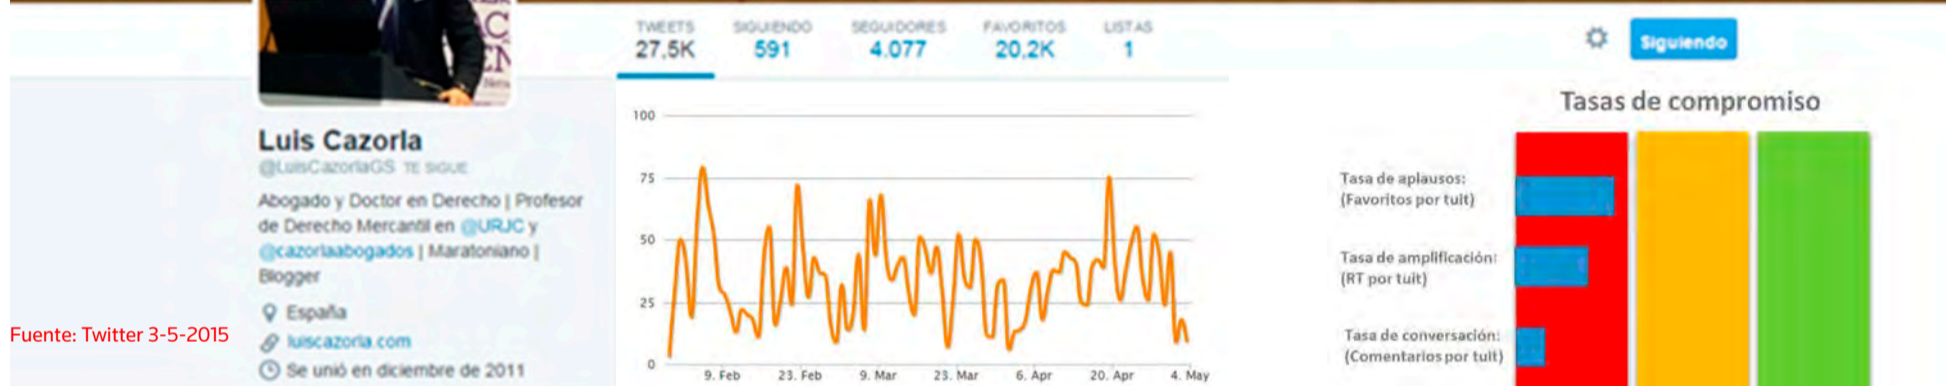 TWEETS
27,5K
SIGUIENDO
591
SEGUIDORES
4.077
FAVORITOS
20,2K
LISTAS
1
Siguiendo
Luis Cazorla
@LuisCazorlaGS TE SIGUE
Abogado y Doctor en Derecho | Profesor
de Derecho Mercantil en @URJC y
@cazorlaabogados | Maratoniano |
Blogger
España
luiscazorla.com
Se unió en diciembre de 2011
Fuente: Twitter 3-5-2015
100
75
50
25
0
9. Feb
23. Feb
9. Mar
23. Mar
6. Apr
20. Apr
4. May
Tasas de compromiso
Tasa de aplausos:
(Favoritos por tuit)
Tasa de amplificación:
(RT por tuit)
Tasa de conversación:
(Comentarios por tuit)